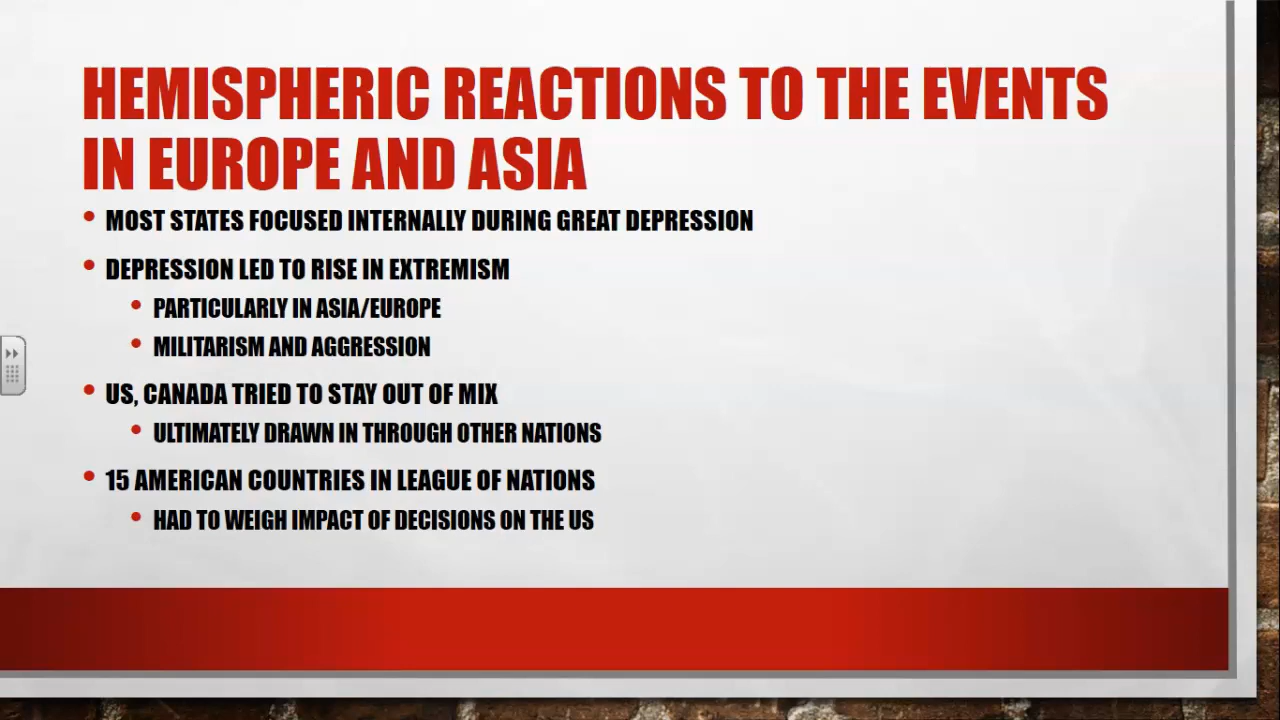 HEMISPHERIC REACTIONS TO THE EVENTS
IN EUROPE AND ASIA
• MOST STATES FOCUSED INTERNALLY DURING GREAT DEPRESSION
• DEPRESSION LED TO RISE IN EXTREMISM
• PARTICULARLY IN ASIA/EUROPE
• MILITARISM AND AGGRESSION
• US, CANADA TRIED TO STAY OUT OF MIX
• ULTIMATELY DRAWN IN THROUGH OTHER NATIONS
• 15 AMERICAN COUNTRIES IN LEAGUE OF NATIONS
• HAD TO WEIGH IMPACT OF DECISIONS ON THE US